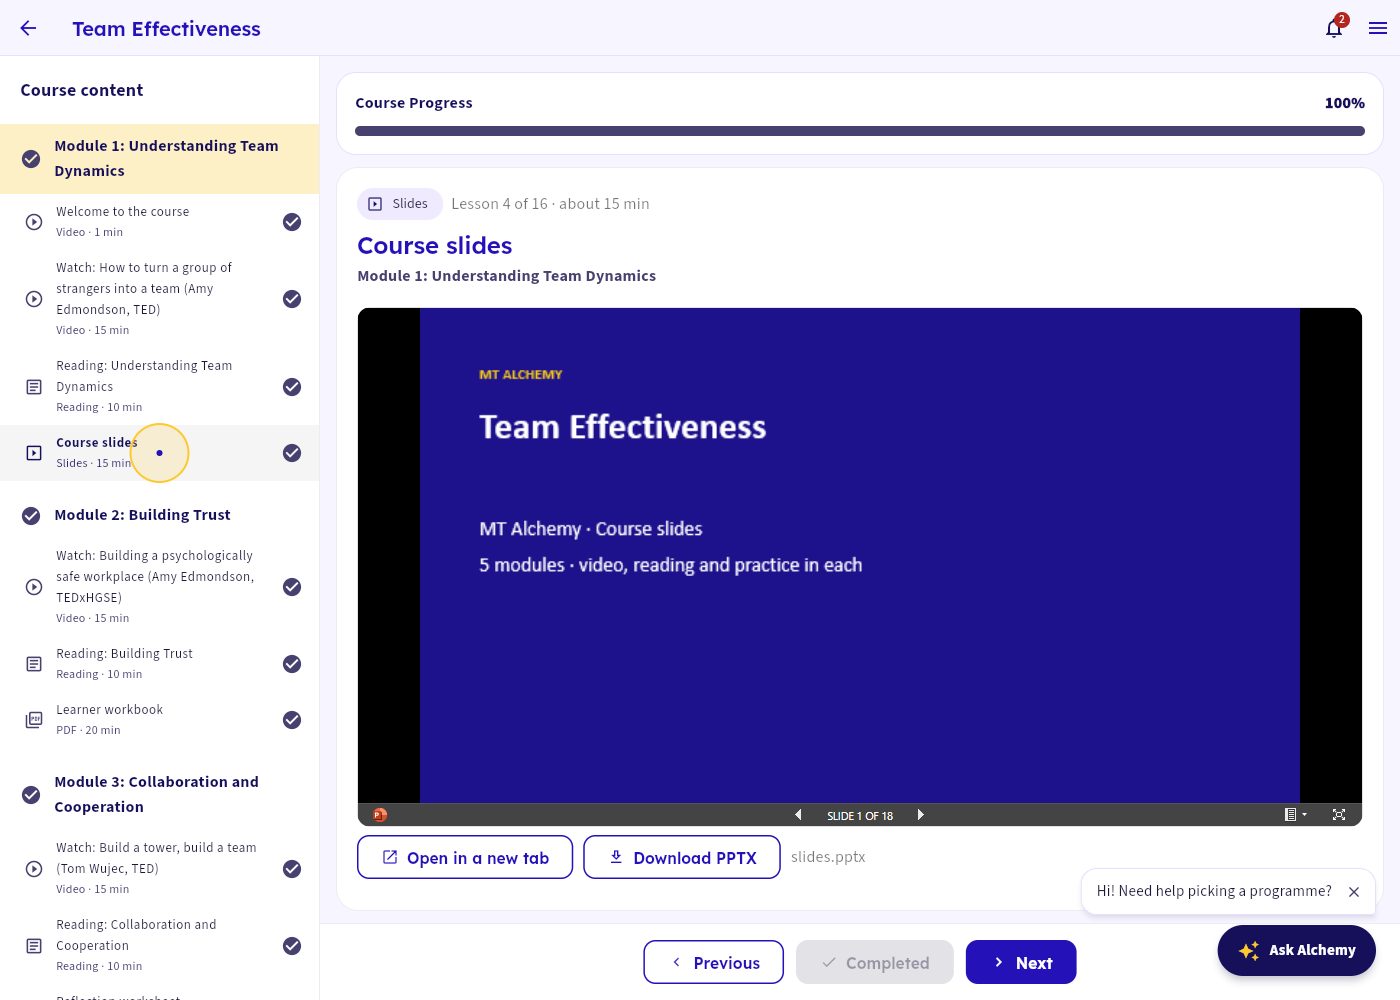 Team Effectiveness
2
Course content
Module 1: Understanding Team
Dynamics
Welcome to the course
Video · 1 min
Watch: How to turn a group of
strangers into a team (Amy
Edmondson, TED)
Video · 15 min
Reading: Understanding Team
Dynamics
Reading · 10 min
Course slides
Slides · 15 min
Module 2: Building Trust
Watch: Building a psychologically
safe workplace (Amy Edmondson,
TEDxHGSE)
Video · 15 min
Reading: Building Trust
Reading · 10 min
PDF
Learner workbook
PDF · 20 min
Module 3: Collaboration and
Cooperation
Watch: Build a tower, build a team
(Tom Wujec, TED)
Video · 15 min
Reading: Collaboration and
Cooperation
Reading · 10 min
Reflection worksheet
Course Progress
100%
Slides
Lesson 4 of 16 · about 15 min
Course slides
Module 1: Understanding Team Dynamics
MT ALCHEMY
Team Effectiveness
MT Alchemy · Course slides
5 modules · video, reading and practice in each
P
SLIDE 1 OF 18
Open in a new tab
Download PPTX
slides.pptx
Hi! Need help picking a programme?
Ask Alchemy
Previous
Completed
Next